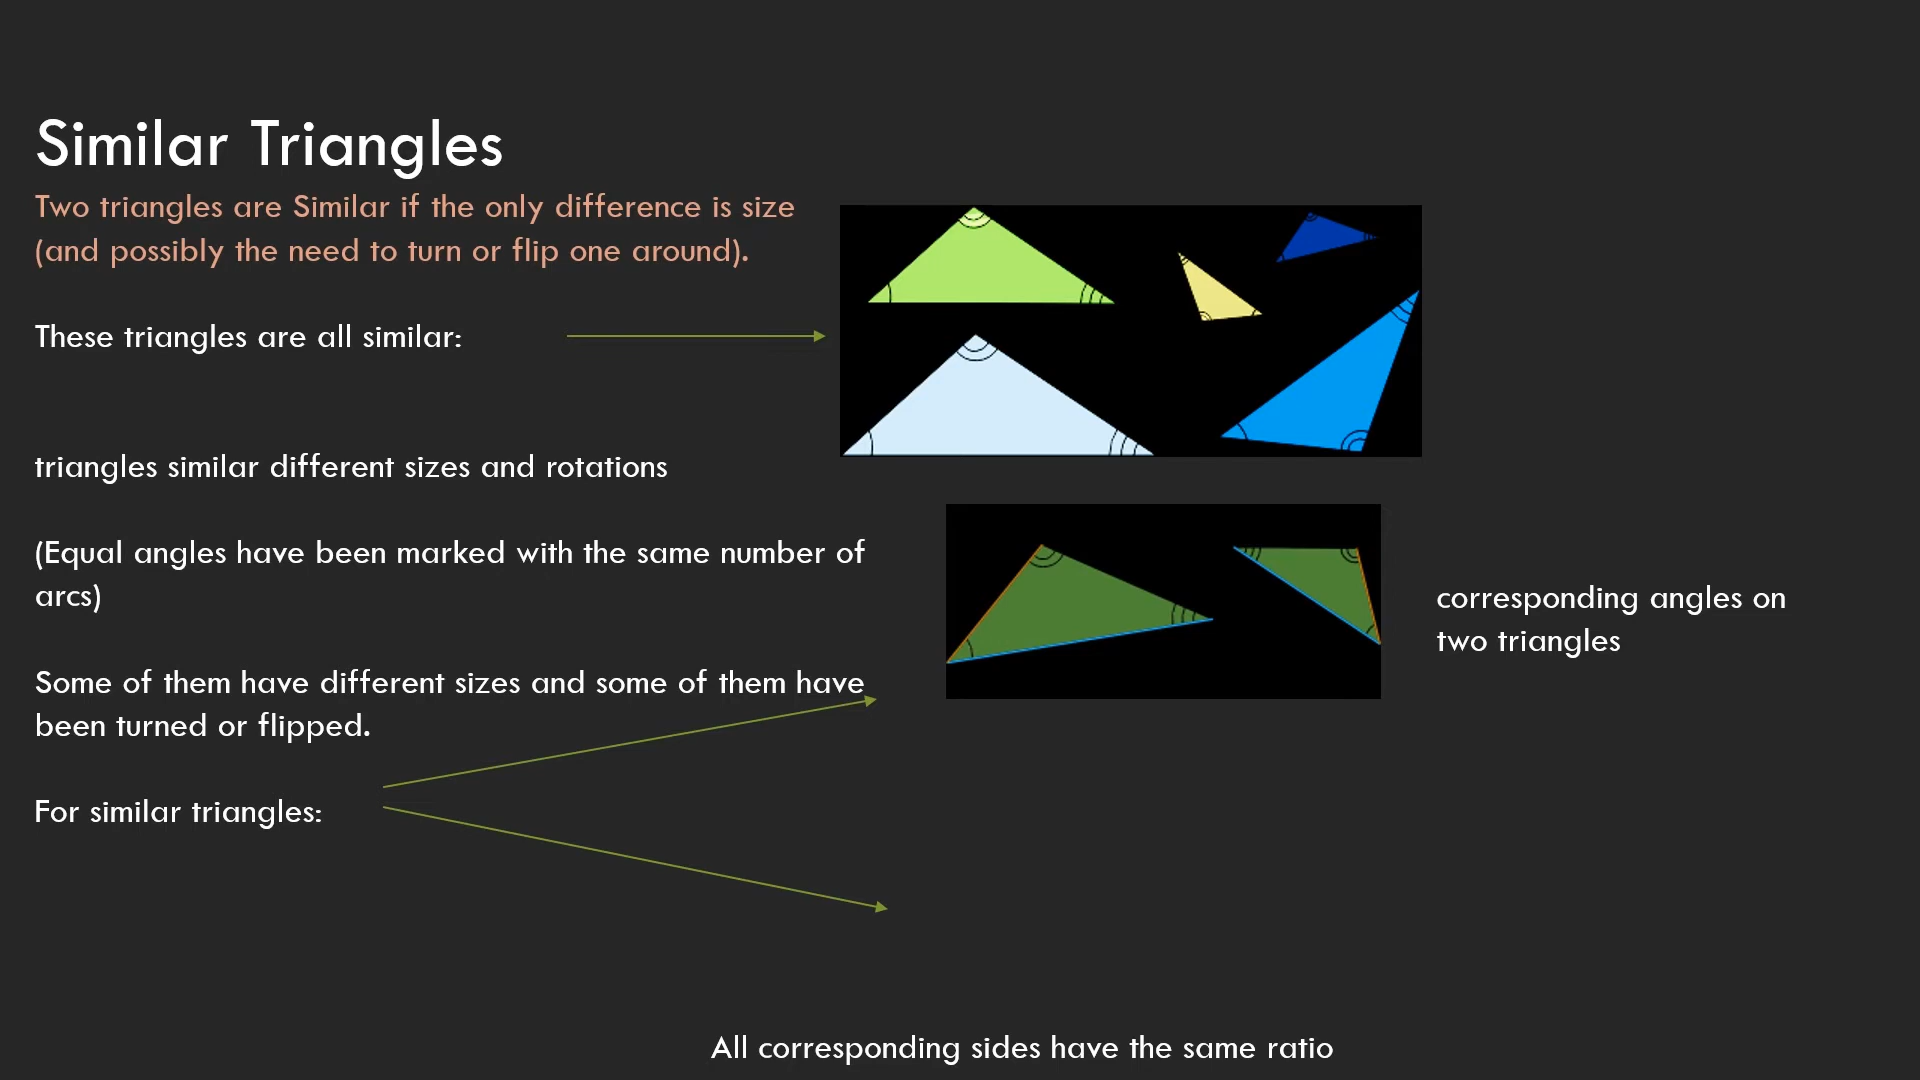 Similar Triangles
Two triangles are Similar if the only difference is size
(and possibly the need to turn or flip one around).
These triangles are all similar:
triangles similar different sizes and rotations
(Equal angles have been marked with the same number of
arcs)
Some of them have different sizes and some of them have
been turned or flipped.
For similar triangles:
corresponding angles on
two triangles
All corresponding sides have the same ratio